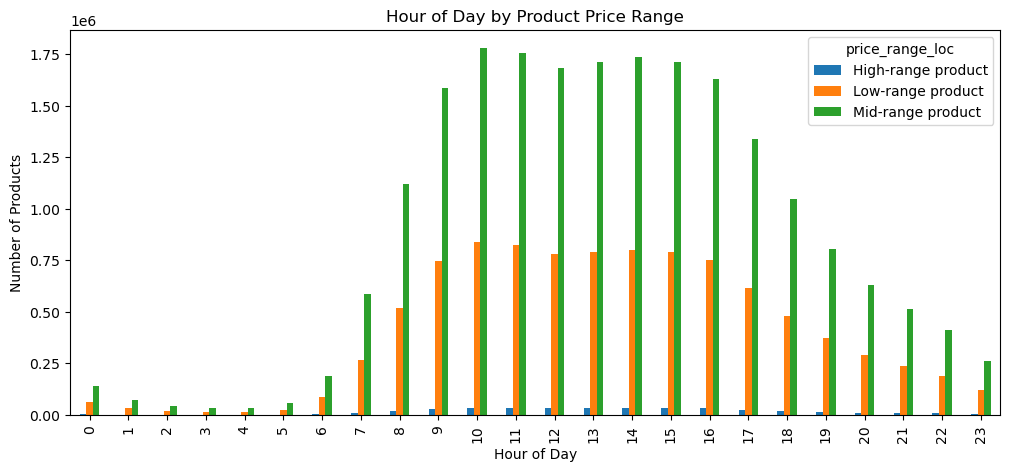 Hour of Day by Product Price Range
1e6
price_range_loc
High-range product
Low-range product
Mid-range product
1.75
1.50
1.25
1.00
0.75
0.50
0.25
0.00
Number of Products
0 1 2 3 4 5 6 7 8 9 10 11 12 13 14 15 16 17 18 19 20 21 22 23
Hour of Day